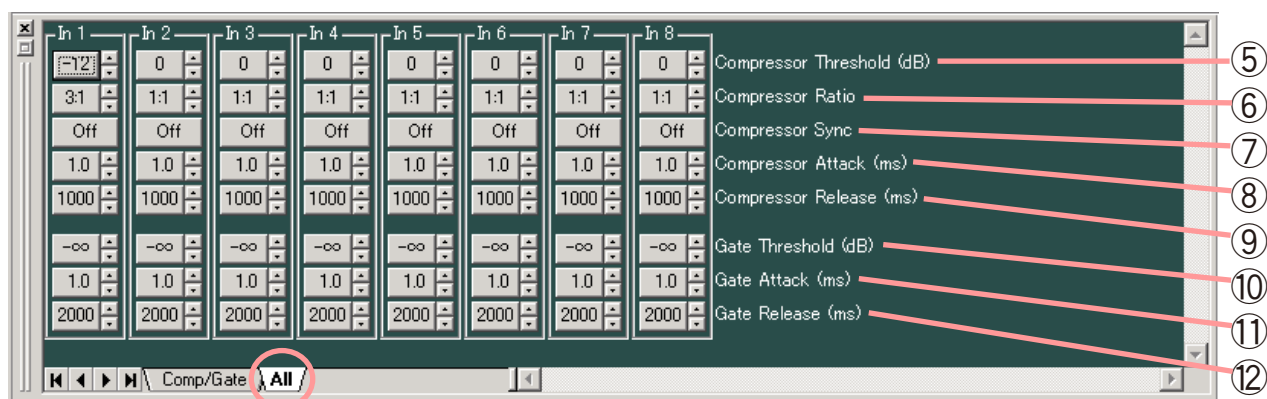 In 1 In 2 In 3 In 4 In 5 In 6 In 7 In 8
-12 0 0 0 0 0 0 0 Compressor Threshold (dB) ⑤
3:1 1:1 1:1 1:1 1:1 1:1 1:1 1:1 Compressor Ratio ⑥
Off Off Off Off Off Off Off Off Compressor Sync ⑦
1.0 1.0 1.0 1.0 1.0 1.0 1.0 1.0 Compressor Attack (ms) ⑧
1000 1000 1000 1000 1000 1000 1000 1000 Compressor Release (ms) ⑨
-∞ -∞ -∞ -∞ -∞ -∞ -∞ -∞ Gate Threshold (dB) ⑩
1.0 1.0 1.0 1.0 1.0 1.0 1.0 1.0 Gate Attack (ms) ⑪
2000 2000 2000 2000 2000 2000 2000 2000 Gate Release (ms) ⑫
Comp/Gate All